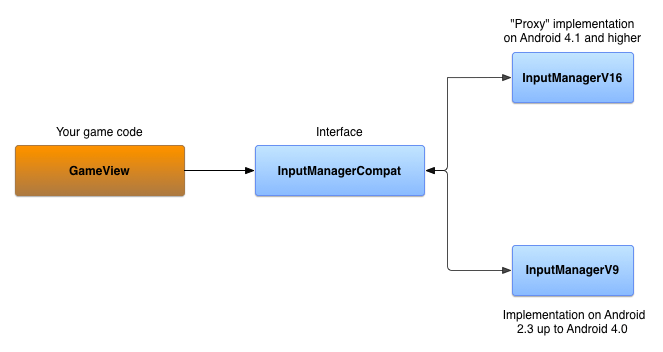 "Proxy" implementation
on Android 4.1 and higher
InputManagerV16
Your game code
Interface
GameView
InputManagerCompat
InputManagerV9
Implementation on Android
2.3 up to Android 4.0